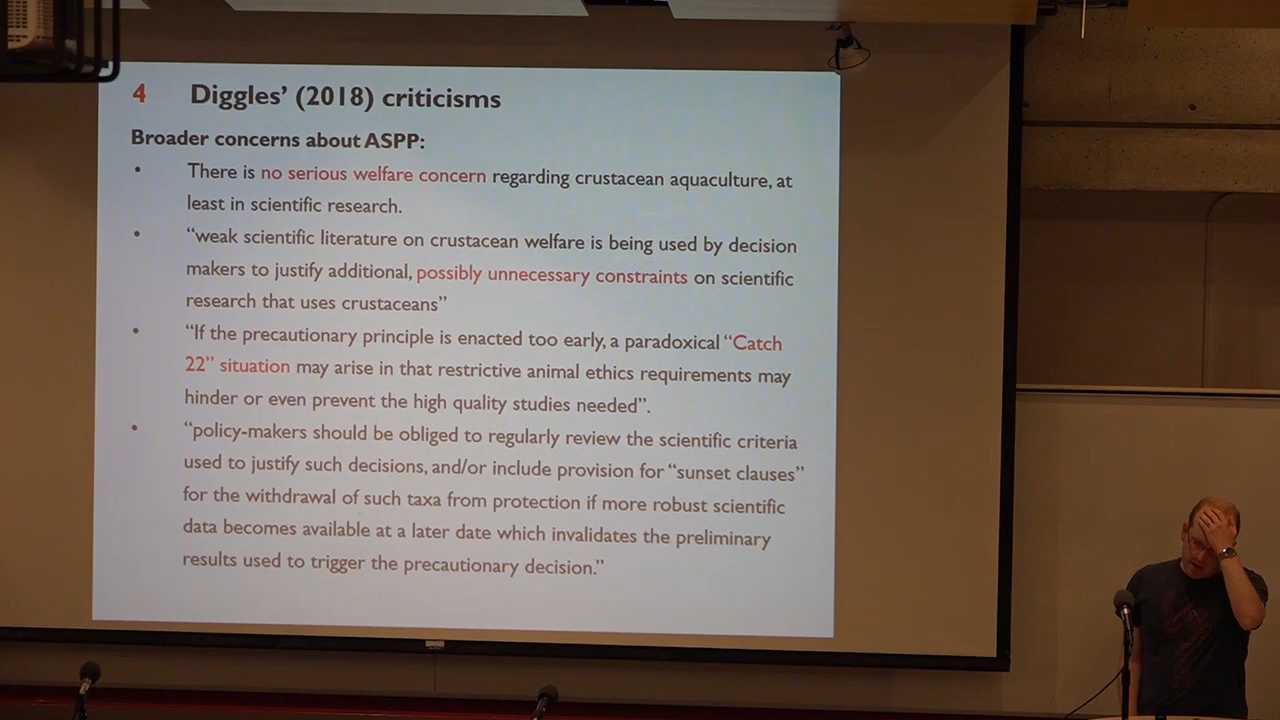 4 Diggles’ (2018) criticisms
Broader concerns about ASPP:
• There is no serious welfare concern regarding crustacean aquaculture, at
least in scientific research.
• “weak scientific literature on crustacean welfare is being used by decision
makers to justify additional, possibly unnecessary constraints on scientific
research that uses crustaceans”
• “If the precautionary principle is enacted too early, a paradoxical “Catch
22” situation may arise in that restrictive animal ethics requirements may
hinder or even prevent the high quality studies needed”.
• “policy-makers should be obliged to regularly review the scientific criteria
used to justify such decisions, and/or include provision for “sunset clauses”
for the withdrawal of such taxa from protection if more robust scientific
data becomes available at a later date which invalidates the preliminary
results used to trigger the precautionary decision.”